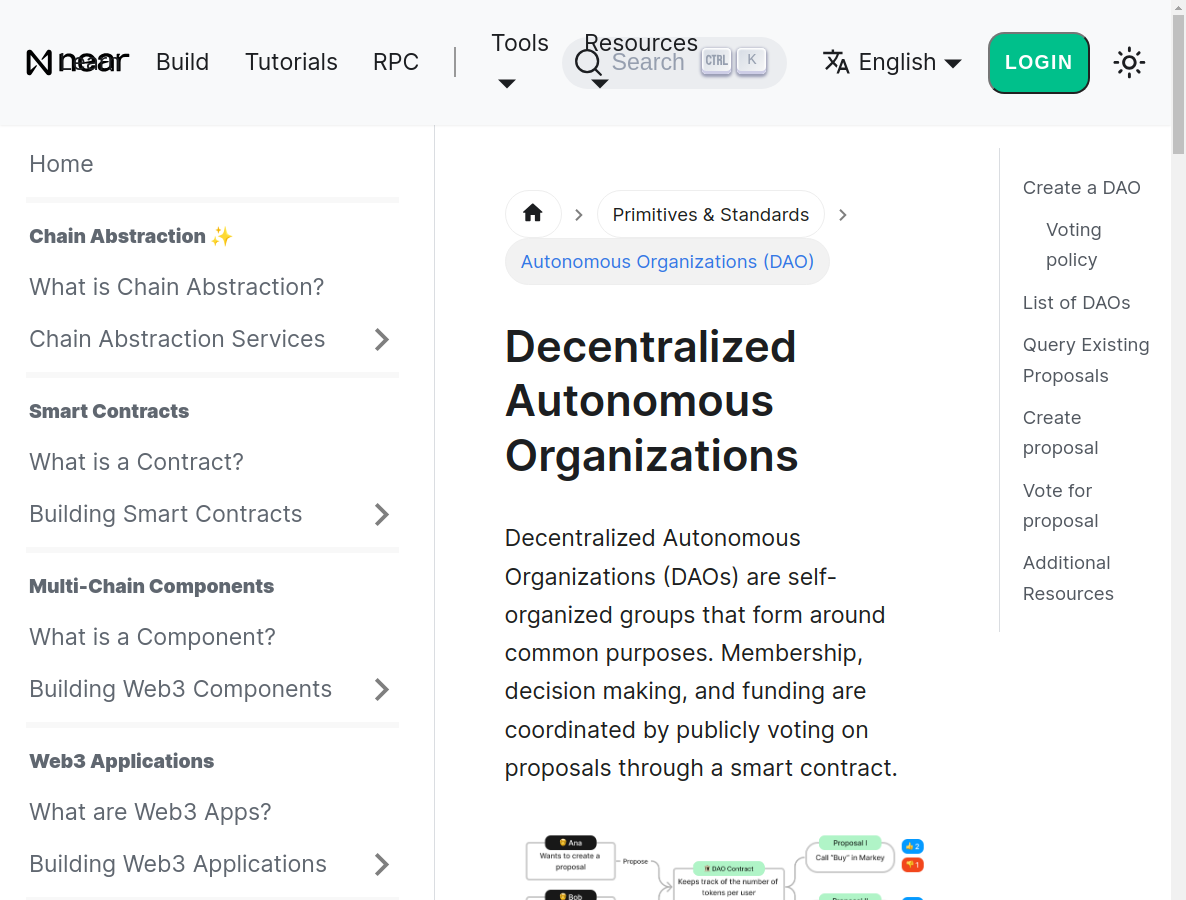 near
Learn
Build
Tutorials
RPC
Tools
Resources
Search
CTRL
K
English
LOGIN
Home
Chain Abstraction ✨
What is Chain Abstraction?
Chain Abstraction Services
Smart Contracts
What is a Contract?
Building Smart Contracts
Multi-Chain Components
What is a Component?
Building Web3 Components
Web3 Applications
What are Web3 Apps?
Building Web3 Applications
Primitives & Standards
Autonomous Organizations (DAO)
Decentralized
Autonomous
Organizations
Decentralized Autonomous
Organizations (DAOs) are self-
organized groups that form around
common purposes. Membership,
decision making, and funding are
coordinated by publicly voting on
proposals through a smart contract.
Ana
Wants to create a
proposal
Propose
DAO Contract
Keeps track of the number of
tokens per user
Proposal I
Call "Buy" in Markey
👍 2
👎 1
Bob
Proposal II
Create a DAO
Voting
policy
List of DAOs
Query Existing
Proposals
Create
proposal
Vote for
proposal
Additional
Resources